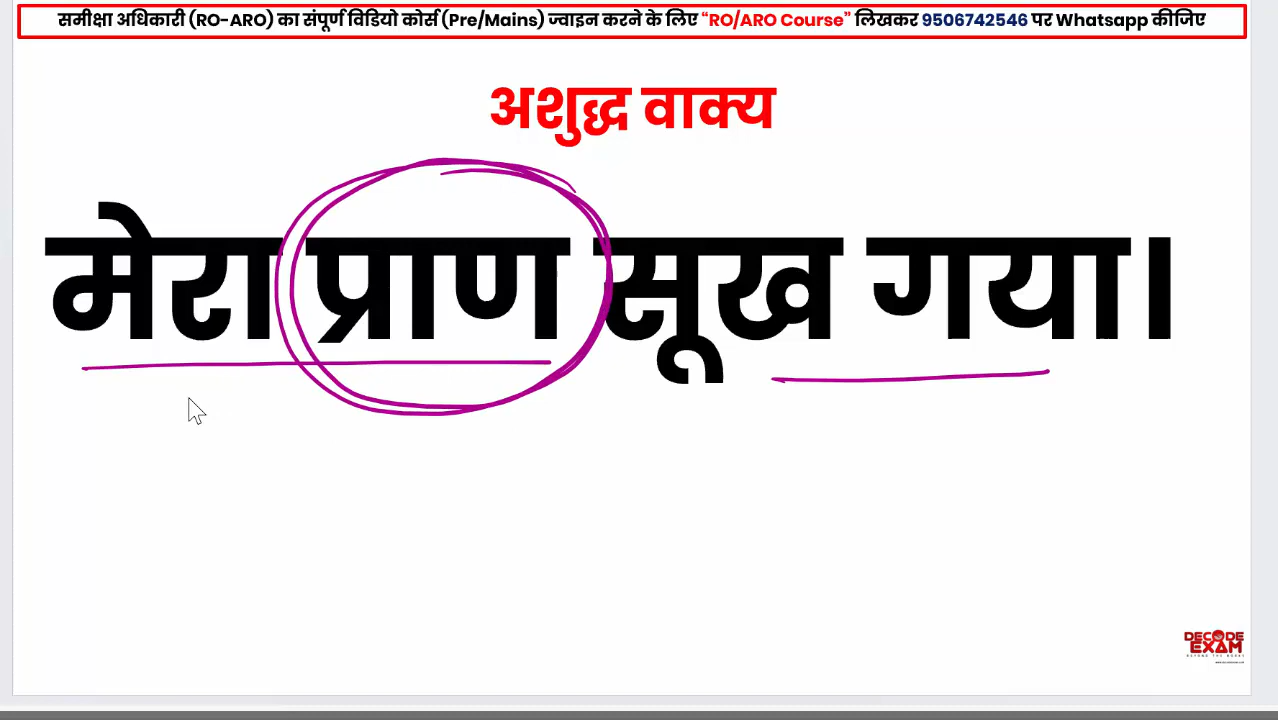 समीक्षा अधिकारी (RO-ARO) का संपूर्ण विडियो कोर्स (Pre/Mains) ज्वाइन करने के लिए “RO/ARO Course” लिखकर 9506742546 पर Whatsapp कीजिए
अशुद्ध वाक्य
मेरा प्राण सूख गया।
DECODE
EXAM